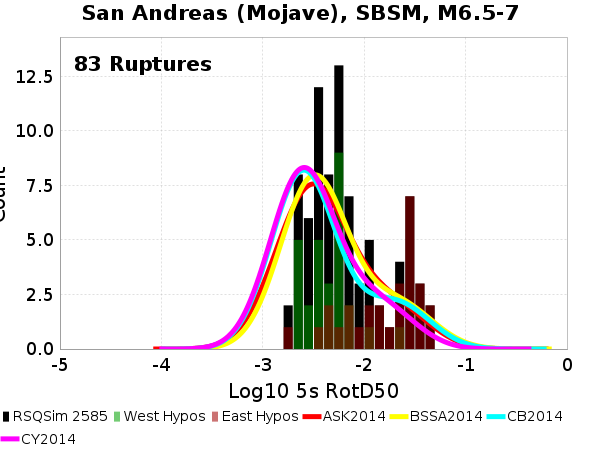 San Andreas (Mojave), SBSM, M6.5-7
83 Ruptures
12.5
10.0
7.5
5.0
2.5
0.0
Count
-5 -4 -3 -2 -1 0
Log10 5s RotD50
RSQSim 2585 West Hypos East Hypos ASK2014 BSSA2014 CB2014
CY2014